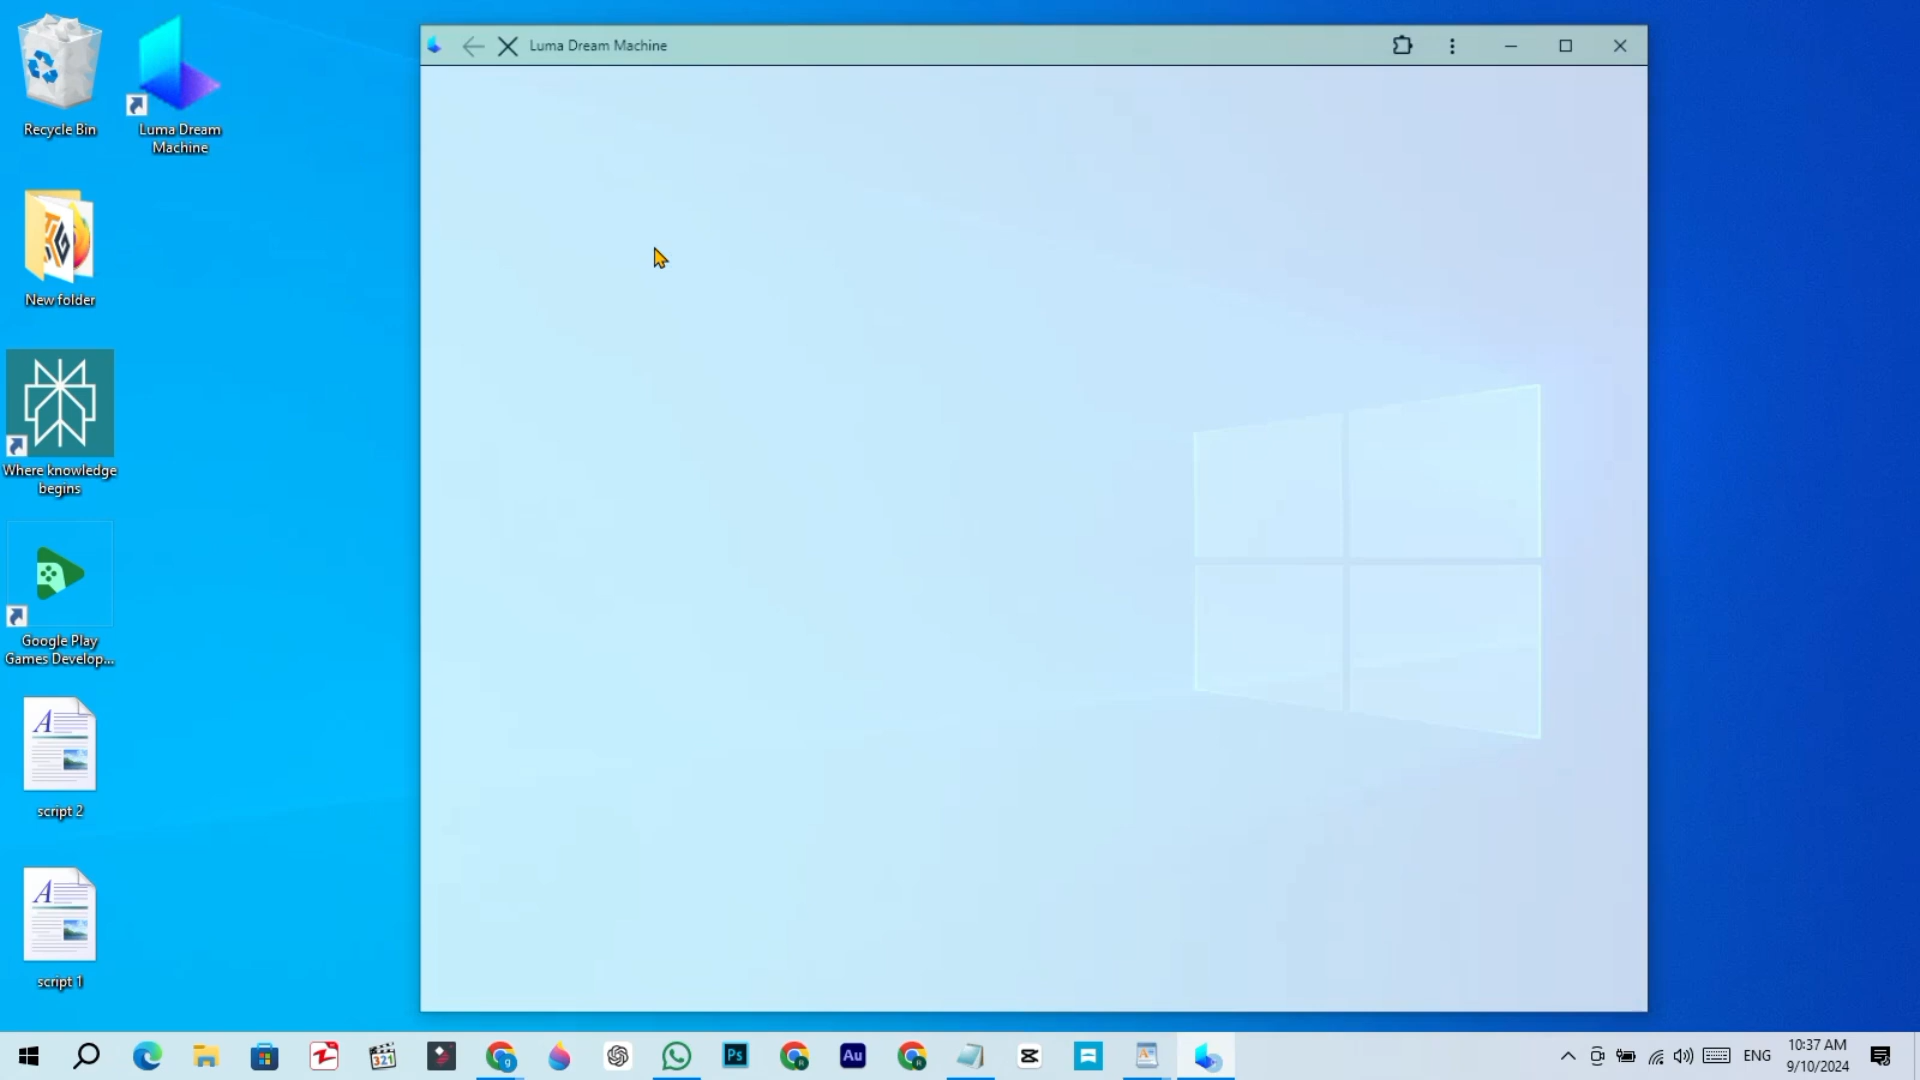 Luma Dream Machine
Recycle Bin
Luma Dream
Machine
New folder
Where knowledge
begins
Google Play
Games Develop...
A
script 2
A
script 1
321
g
Ps
R
Au
R
ENG
10:37 AM
9/10/2024